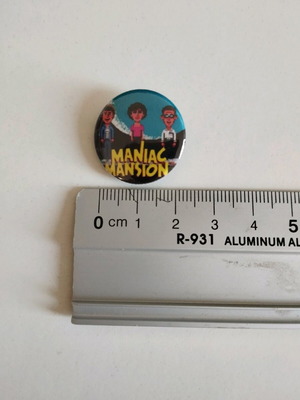 MANIAC
MANSION
0 cm 1 2 3 4 5
R-931 ALUMINUM AL